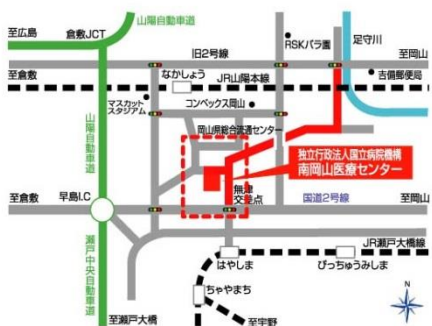 山陽自動車道
至広島
倉敷JCT
足守川
旧2号線
RSKバラ園
至岡山
至倉敷
なかしょう
JR山陽本線
吉備郵便局
マスカット
スタジアム
コンベックス岡山
岡山県総合流通センター
山陽自動車道
独立行政法人国立病院機構
南岡山医療センター
無津
交差点
至倉敷
早島I.C
国道2号線
至岡山
JR瀬戸大橋線
はやしま
びっちゅうみしま
瀬戸中央自動車道
ちゃやまち
至瀬戸大橋
至宇野
N